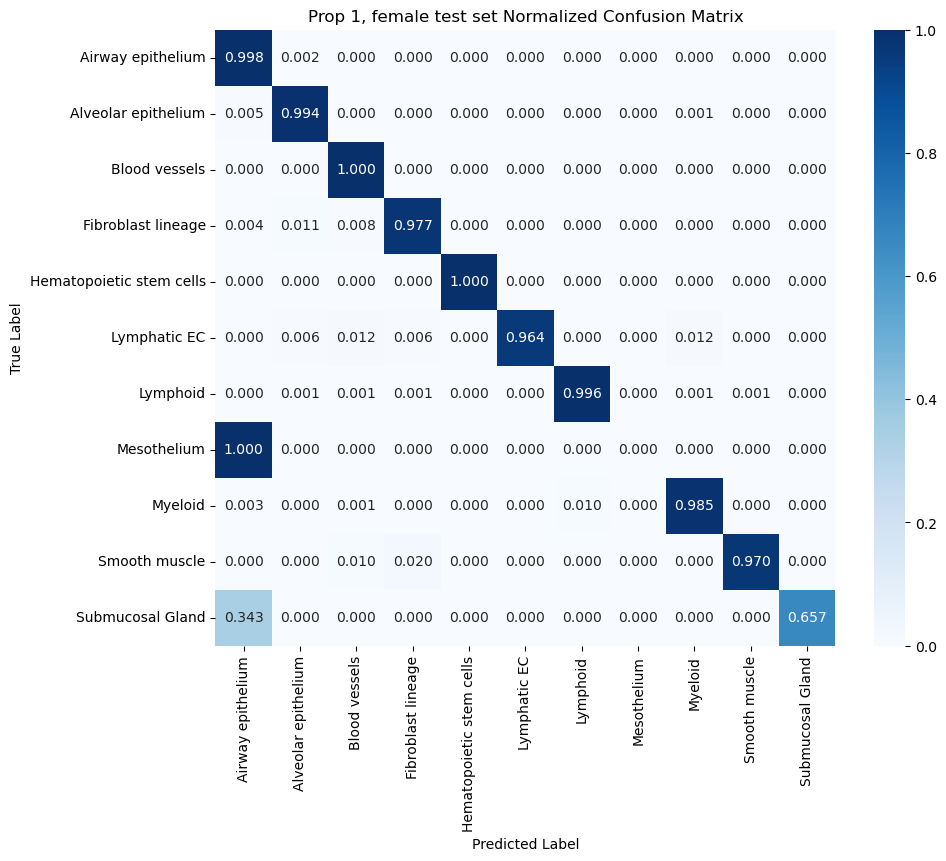 Prop 1, female test set Normalized Confusion Matrix
Airway epithelium 0.998 0.002 0.000 0.000 0.000 0.000 0.000 0.000 0.000 0.000 0.000
Alveolar epithelium 0.005 0.994 0.000 0.000 0.000 0.000 0.000 0.000 0.001 0.000 0.000
Blood vessels 0.000 0.000 1.000 0.000 0.000 0.000 0.000 0.000 0.000 0.000 0.000
Fibroblast lineage 0.004 0.011 0.008 0.977 0.000 0.000 0.000 0.000 0.000 0.000 0.000
Hematopoietic stem cells 0.000 0.000 0.000 0.000 1.000 0.000 0.000 0.000 0.000 0.000 0.000
Lymphatic EC 0.000 0.006 0.012 0.006 0.000 0.964 0.000 0.000 0.012 0.000 0.000
Lymphoid 0.000 0.001 0.001 0.001 0.000 0.000 0.996 0.000 0.001 0.001 0.000
Mesothelium 1.000 0.000 0.000 0.000 0.000 0.000 0.000 0.000 0.000 0.000 0.000
Myeloid 0.003 0.000 0.001 0.000 0.000 0.000 0.010 0.000 0.985 0.000 0.000
Smooth muscle 0.000 0.000 0.010 0.020 0.000 0.000 0.000 0.000 0.000 0.970 0.000
Submucosal Gland 0.343 0.000 0.000 0.000 0.000 0.000 0.000 0.000 0.000 0.000 0.657
True Label
Airway epithelium
Alveolar epithelium
Blood vessels
Fibroblast lineage
Hematopoietic stem cells
Lymphatic EC
Lymphoid
Mesothelium
Myeloid
Smooth muscle
Submucosal Gland
Predicted Label
1.0
0.8
0.6
0.4
0.2
0.0